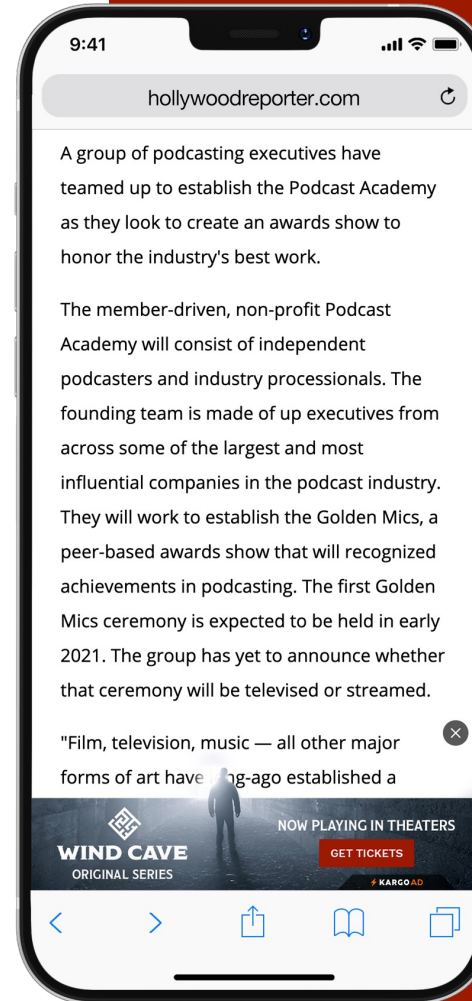 9:41
hollywoodreporter.com
A group of podcasting executives have
teamed up to establish the Podcast Academy
as they look to create an awards show to
honor the industry's best work.
The member-driven, non-profit Podcast
Academy will consist of independent
podcasters and industry processionals. The
founding team is made of up executives from
across some of the largest and most
influential companies in the podcast industry.
They will work to establish the Golden Mics, a
peer-based awards show that will recognized
achievements in podcasting. The first Golden
Mics ceremony is expected to be held in early
2021. The group has yet to announce whether
that ceremony will be televised or streamed.
"Film, television, music — all other major
forms of art have long-ago established a
WIND CAVE
ORIGINAL SERIES
NOW PLAYING IN THEATERS
GET TICKETS
KARGO AD